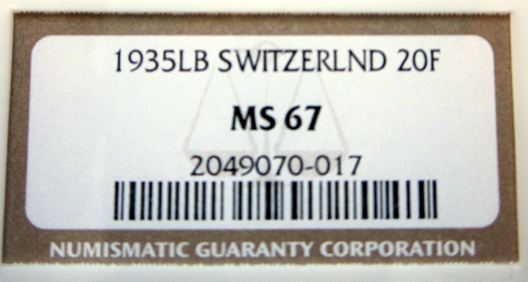 1935LB SWITZERLND 20F
MS 67
2049070-017
NUMISMATIC GUARANTY CORPORATION